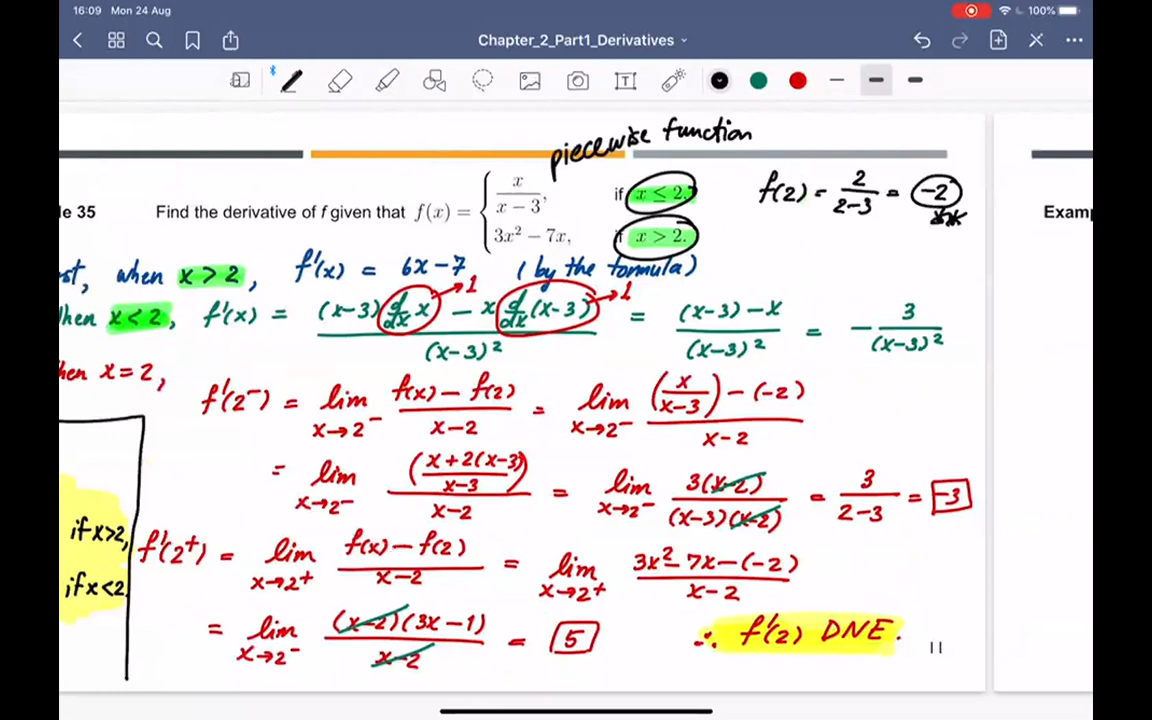 16:09 Mon 24 Aug 100%
Chapter_2_Part1_Derivatives
piecewise function
le 35 Find the derivative of f given that f(x) = { x/(x − 3), if x ≤ 2.
3x² − 7x, if x > 2.
f(2) = 2/(2−3) = −2
Examp
st, when x > 2, f'(x) = 6x−7 (by the formula)
hen x < 2, f'(x) = ((x−3) d/dx x − x d/dx (x−3))/(x−3)² = ((x−3)−x)/(x−3)² = − 3/(x−3)²
→1 →1
hen x = 2,
f'(2⁻) = lim x→2⁻ (f(x) − f(2))/(x−2) = lim x→2⁻ ((x/(x−3)) − (−2))/(x−2)
= lim x→2⁻ ((x+2(x−3))/(x−3))/(x−2) = lim x→2⁻ 3(x−2)/((x−3)(x−2)) = 3/(2−3) = −3
if x>2,
if x<2
f'(2⁺) = lim x→2⁺ (f(x) − f(2))/(x−2) = lim x→2⁺ (3x² − 7x − (−2))/(x−2)
= lim x→2⁻ (x−2)(3x−1)/(x−2) = 5 ∴ f'(2) DNE.
11